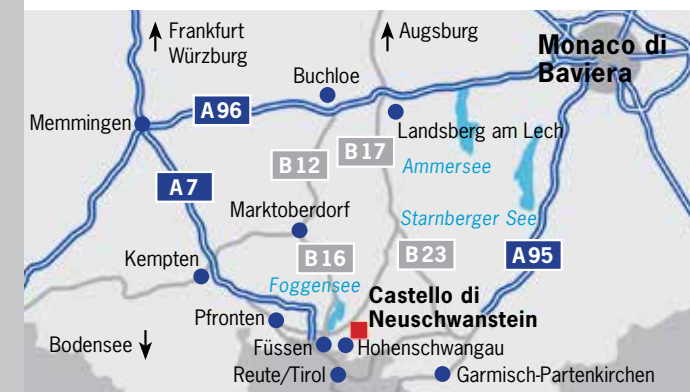 Frankfurt
Würzburg
Augsburg
Monaco di
Baviera
Buchloe
A96
Memmingen
Landsberg am Lech
B17
B12
Ammersee
A7
Marktoberdorf
Starnberger See
Kempten
B16
B23
A95
Foggensee
Castello di
Neuschwanstein
Pfronten
Bodensee
Füssen
Hohenschwangau
Reute/Tirol
Garmisch-Partenkirchen